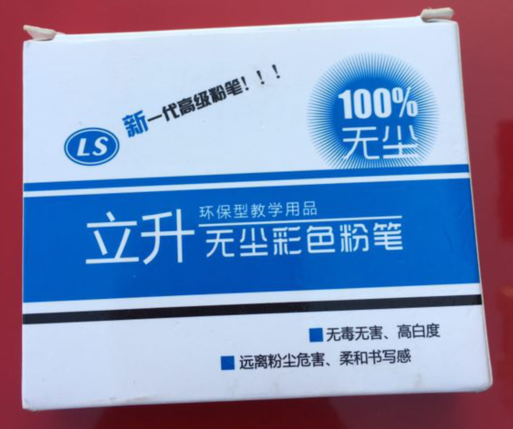 新一代高级粉笔！！！
100%
无尘
LS
立升
环保型教学用品
无尘彩色粉笔
无毒无害、高白度
远离粉尘危害、柔和书写感